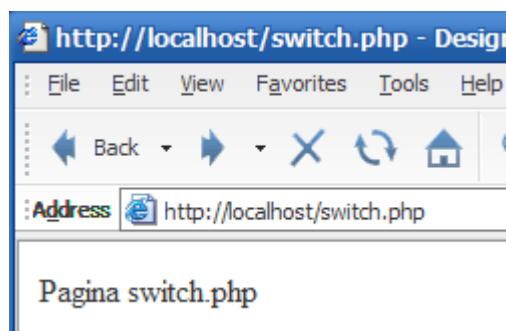 http://localhost/switch.php - Design
File Edit View Favorites Tools Help
Back
Address http://localhost/switch.php
Pagina switch.php